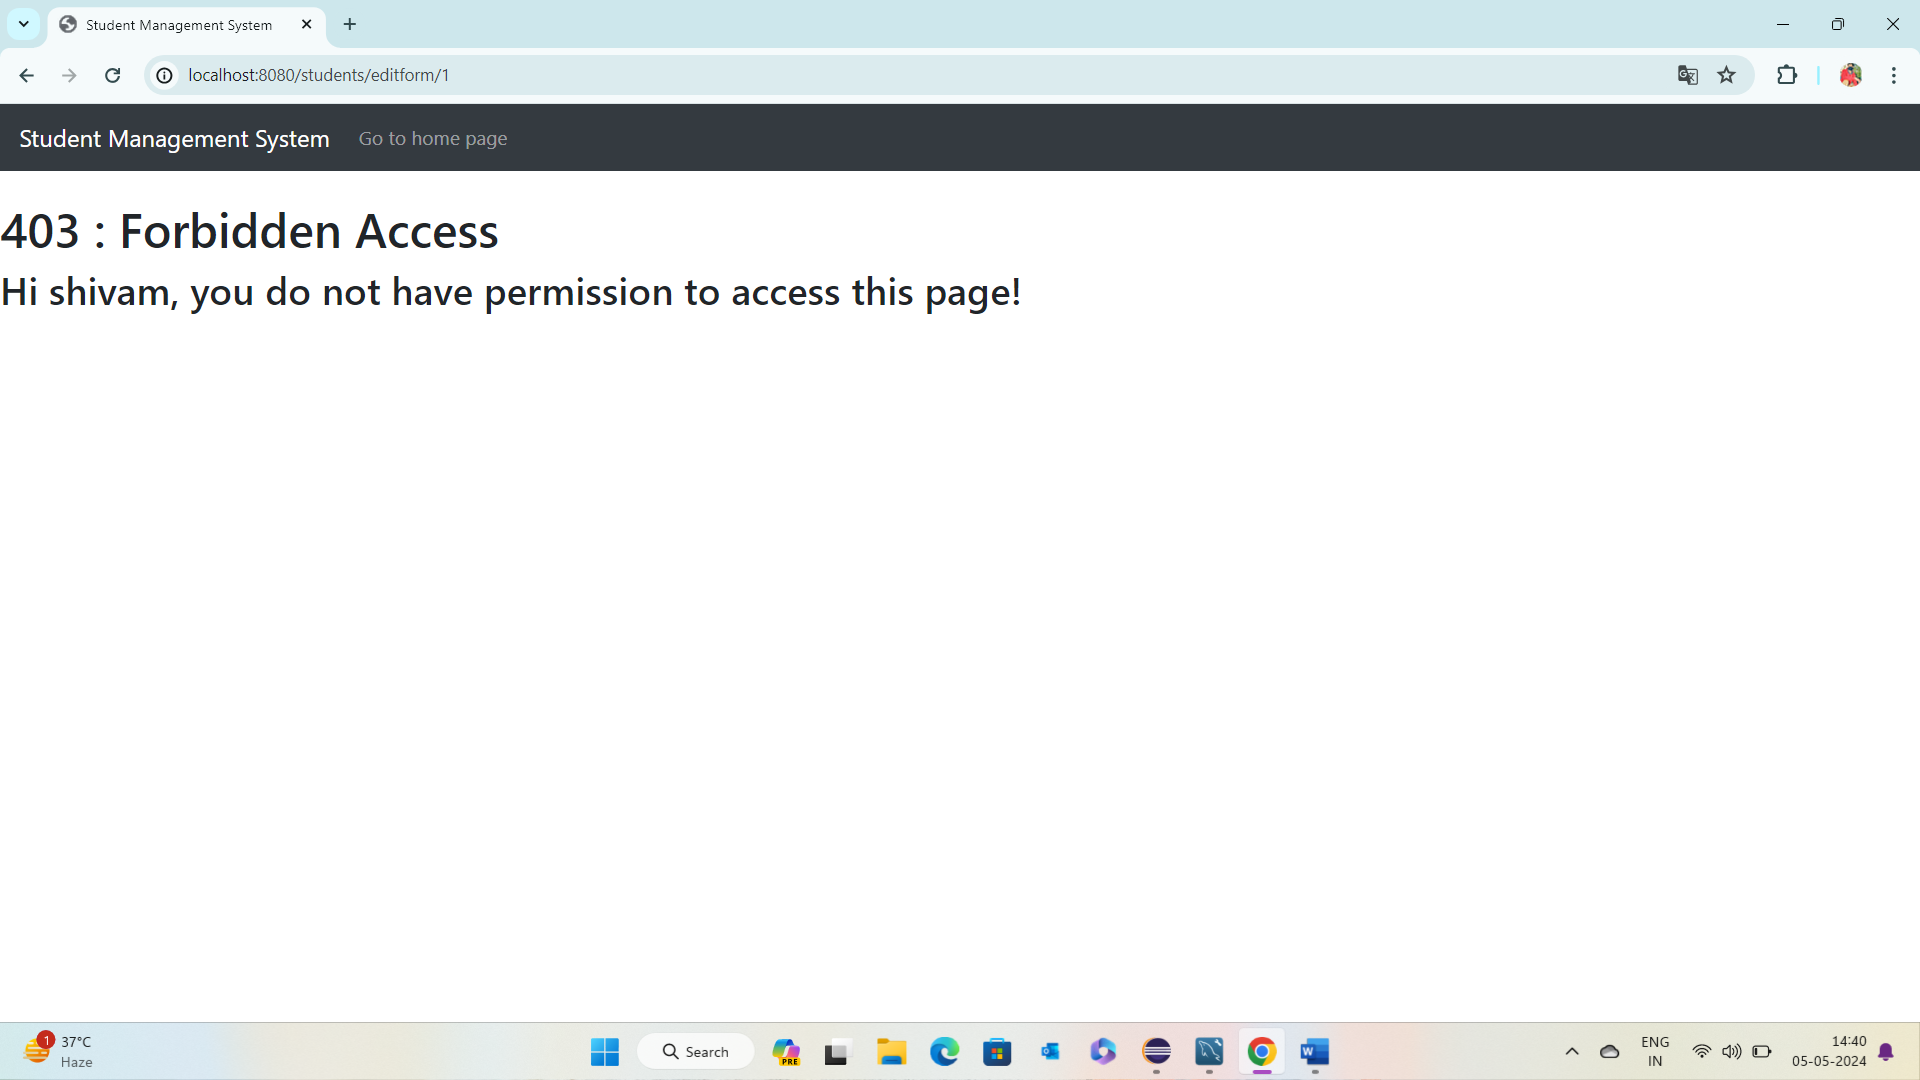 Student Management System
localhost:8080/students/editform/1
Student Management System Go to home page
403 : Forbidden Access
Hi shivam, you do not have permission to access this page!
1
37°C
Haze
Search
PRE
W
ENG
IN
14:40
05-05-2024